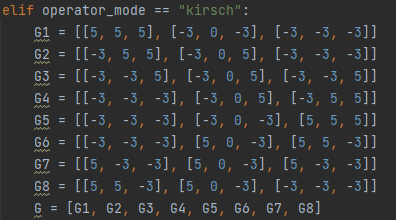 elif operator_mode == "kirsch":
G1 = [[5, 5, 5], [-3, 0, -3], [-3, -3, -3]]
G2 = [[-3, 5, 5], [-3, 0, 5], [-3, -3, -3]]
G3 = [[-3, -3, 5], [-3, 0, 5], [-3, -3, 5]]
G4 = [[-3, -3, -3], [-3, 0, 5], [-3, 5, 5]]
G5 = [[-3, -3, -3], [-3, 0, -3], [5, 5, 5]]
G6 = [[-3, -3, -3], [5, 0, -3], [5, 5, -3]]
G7 = [[5, -3, -3], [5, 0, -3], [5, -3, -3]]
G8 = [[5, 5, -3], [5, 0, -3], [-3, -3, -3]]
G = [G1, G2, G3, G4, G5, G6, G7, G8]